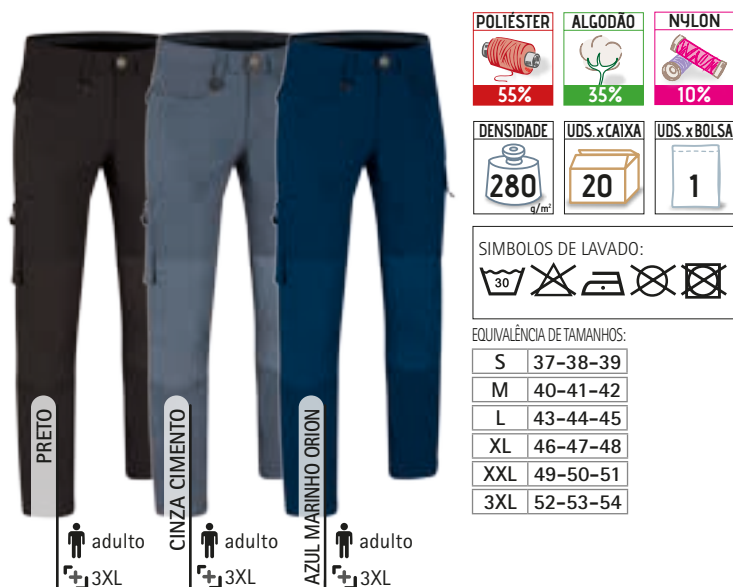 POLIÉSTER
55%
ALGODÃO
35%
NYLON
10%
DENSIDADE
280
g/m²
UDS.xCAIXA
20
UDS.xBOLSA
1
SIMBOLOS DE LAVADO:
30
EQUIVALÊNCIA DE TAMANHOS:
S 37-38-39
M 40-41-42
L 43-44-45
XL 46-47-48
XXL 49-50-51
3XL 52-53-54
PRETO
adulto
3XL
CINZA CIMENTO
adulto
3XL
AZUL MARINHO ORION
adulto
3XL